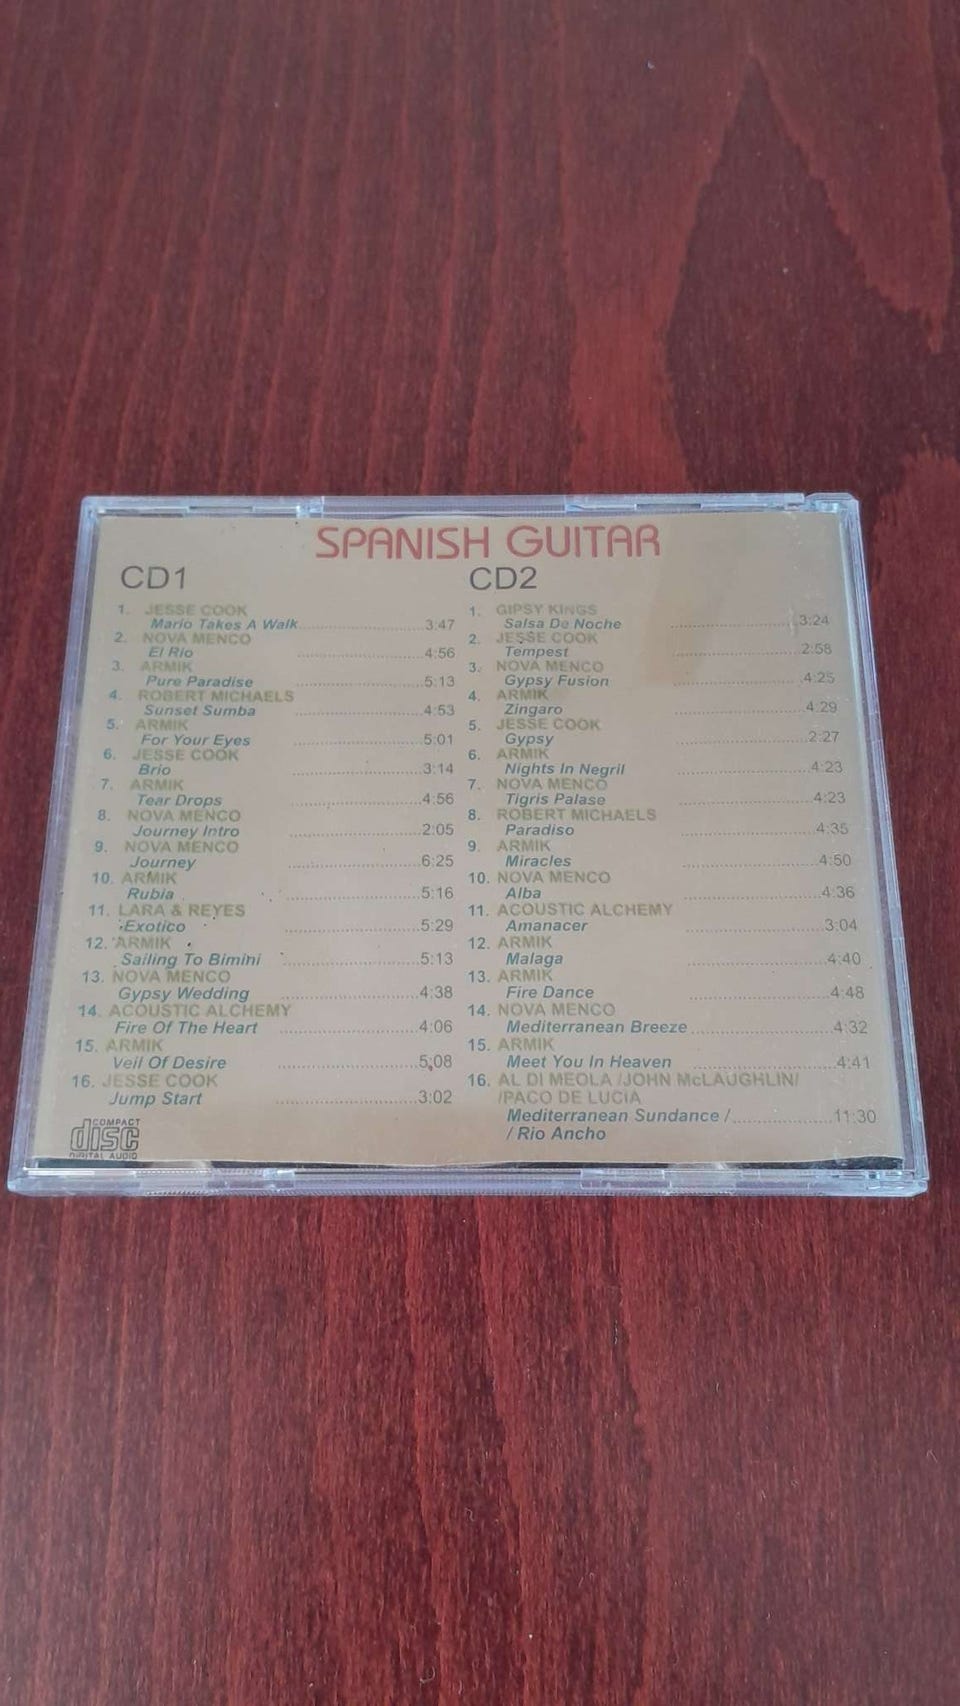 SPANISH GUITAR
CD1
1. JESSE COOK
Mario Takes A Walk 3:47
2. NOVA MENCO
El Rio 4:56
3. ARMIK
Pure Paradise 5:13
4. ROBERT MICHAELS
Sunset Sumba 4:53
5. ARMIK
For Your Eyes 5:01
6. JESSE COOK
Brio 3:14
7. ARMIK
Tear Drops 4:56
8. NOVA MENCO
Journey Intro 2:05
9. NOVA MENCO
Journey 6:25
10. ARMIK
Rubia 5:16
11. LARA & REYES
Exotico 5:29
12. ARMIK
Sailing To Bimini 5:13
13. NOVA MENCO
Gypsy Wedding 4:38
14. ACOUSTIC ALCHEMY
Fire Of The Heart 4:06
15. ARMIK
Veil Of Desire 5:08
16. JESSE COOK
Jump Start 3:02
COMPACT
disc
DIGITAL AUDIO
CD2
1. GIPSY KINGS
Salsa De Noche 3:24
2. JESSE COOK
Tempest 2:58
3. NOVA MENCO
Gypsy Fusion 4:25
4. ARMIK
Zingaro 4:29
5. JESSE COOK
Gypsy 2:27
6. ARMIK
Nights In Negril 4:23
7. NOVA MENCO
Tigris Palase 4:23
8. ROBERT MICHAELS
Paradiso 4:35
9. ARMIK
Miracles 4:50
10. NOVA MENCO
Alba 4:36
11. ACOUSTIC ALCHEMY
Amanacer 3:04
12. ARMIK
Malaga 4:40
13. ARMIK
Fire Dance 4:48
14. NOVA MENCO
Mediterranean Breeze 4:32
15. ARMIK
Meet You In Heaven 4:41
16. AL DI MEOLA /JOHN McLAUGHLIN/
/PACO DE LUCIA
Mediterranean Sundance / 11:30
/ Rio Ancho